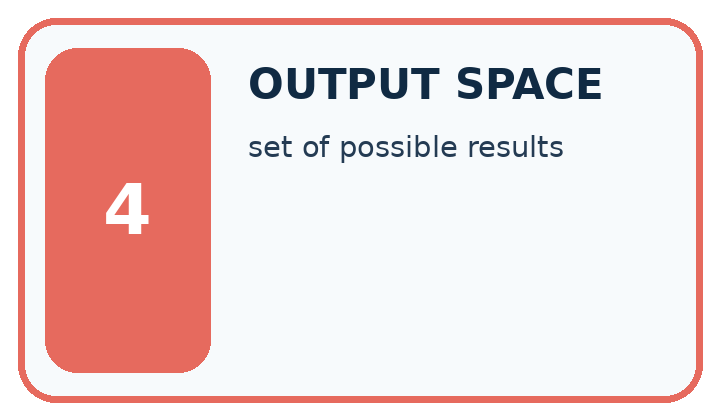 4
OUTPUT SPACE
set of possible results